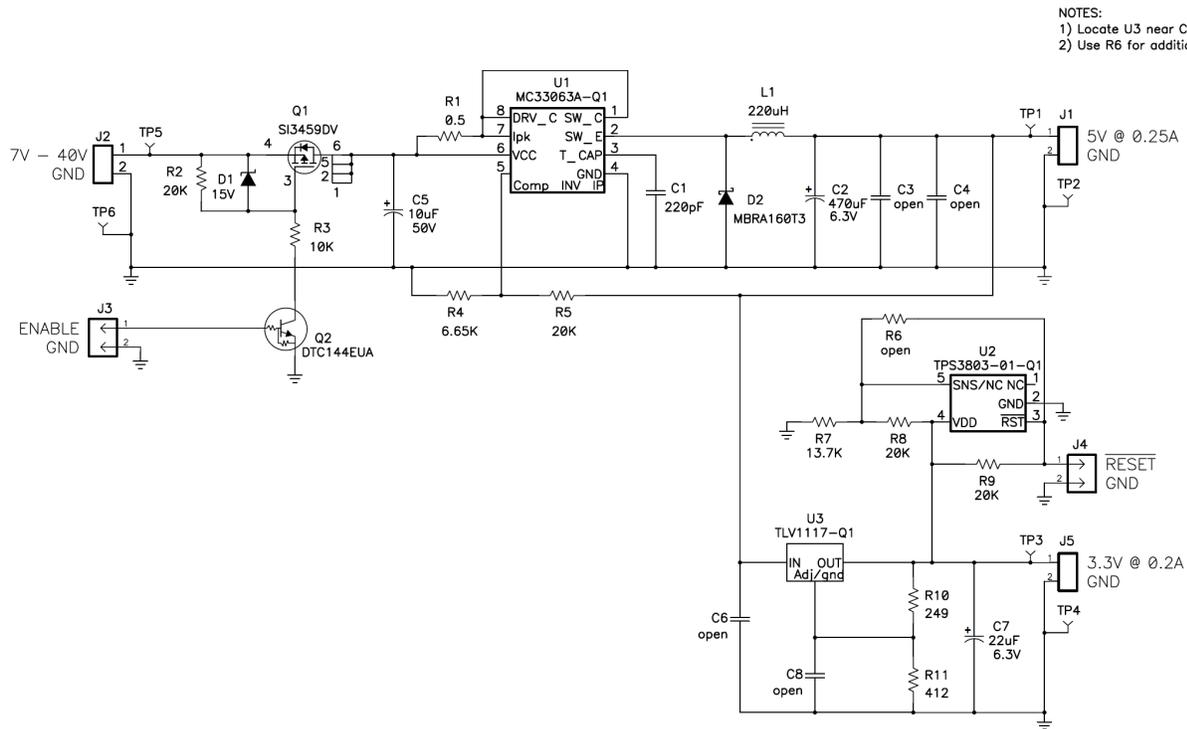 NOTES:
1) Locate U3 near C
2) Use R6 for additi
J2
7V - 40V
GND
1
2
TP5
TP6
R2
20K
D1
15V
Q1
SI3459DV
4
3
6
5
2
1
R3
10K
C5
+
10uF
50V
R1
0.5
U1
MC33063A-Q1
8 DRV_C SW_C 1
7 Ipk SW_E 2
6 VCC T_CAP 3
5 GND 4
Comp INV IP
C1
220pF
L1
220uH
D2
MBRA160T3
+
C2
470uF
6.3V
C3
open
C4
open
TP1
J1
1
2
5V @ 0.25A
GND
TP2
J3
ENABLE
GND
1
2
Q2
DTC144EUA
R4
6.65K
R5
20K
R6
open
U2
TPS3803-01-Q1
5 SNS/NC NC 1
GND 2
4 VDD RST 3
R7
13.7K
R8
20K
R9
20K
J4
1
2
RESET
GND
U3
TLV1117-Q1
IN OUT
Adj/gnd
C6
open
C8
open
R10
249
R11
412
+
C7
22uF
6.3V
TP3
J5
1
2
3.3V @ 0.2A
GND
TP4